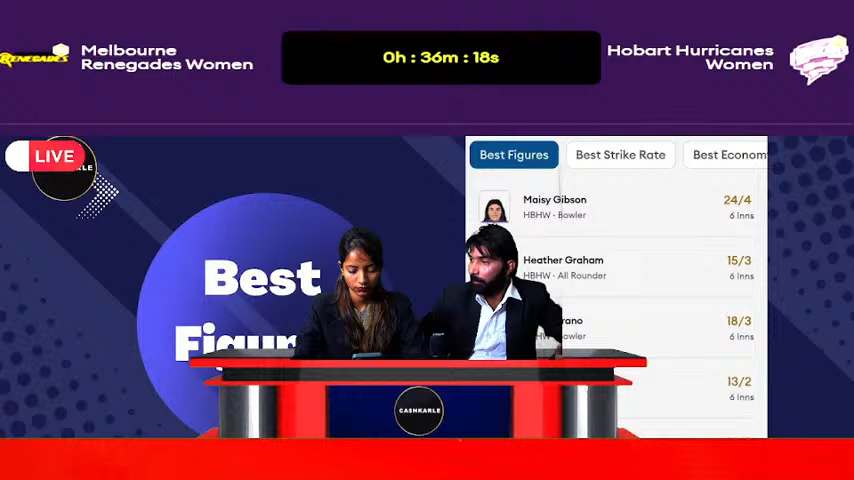 RENEGADES
Melbourne
Renegades Women
0h : 36m : 18s
Hobart Hurricanes
Women
LIVE
Best Figures
Best Strike Rate
Best Econom
Maisy Gibson
HBHW - Bowler
24/4
6 Inns
Heather Graham
HBHW - All Rounder
15/3
6 Inns
18/3
6 Inns
13/2
6 Inns
Best
CASHKARLE